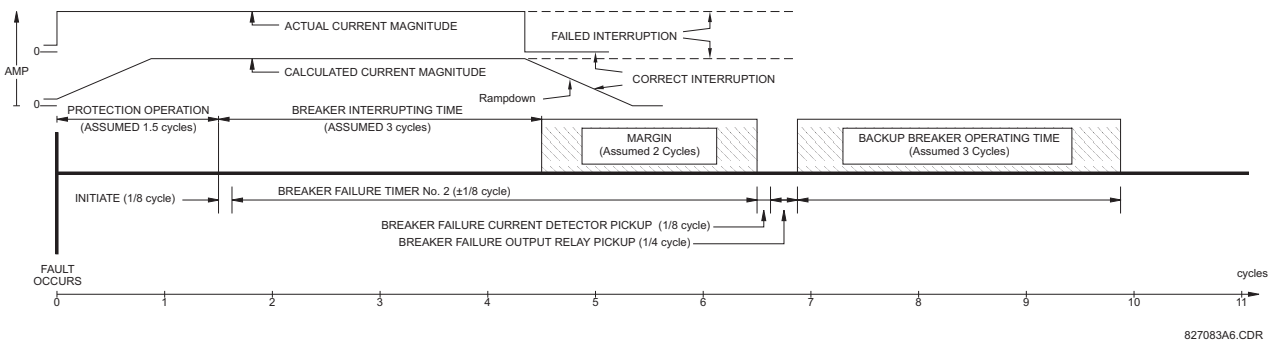 ACTUAL CURRENT MAGNITUDE
FAILED INTERRUPTION
0
AMP
CALCULATED CURRENT MAGNITUDE
CORRECT INTERRUPTION
Rampdown
0
PROTECTION OPERATION
(ASSUMED 1.5 cycles)
BREAKER INTERRUPTING TIME
(ASSUMED 3 cycles)
MARGIN
(Assumed 2 Cycles)
BACKUP BREAKER OPERATING TIME
(Assumed 3 Cycles)
INITIATE (1/8 cycle)
BREAKER FAILURE TIMER No. 2 (±1/8 cycle)
BREAKER FAILURE CURRENT DETECTOR PICKUP (1/8 cycle)
BREAKER FAILURE OUTPUT RELAY PICKUP (1/4 cycle)
FAULT
OCCURS
cycles
0 1 2 3 4 5 6 7 8 9 10 11
827083A6.CDR